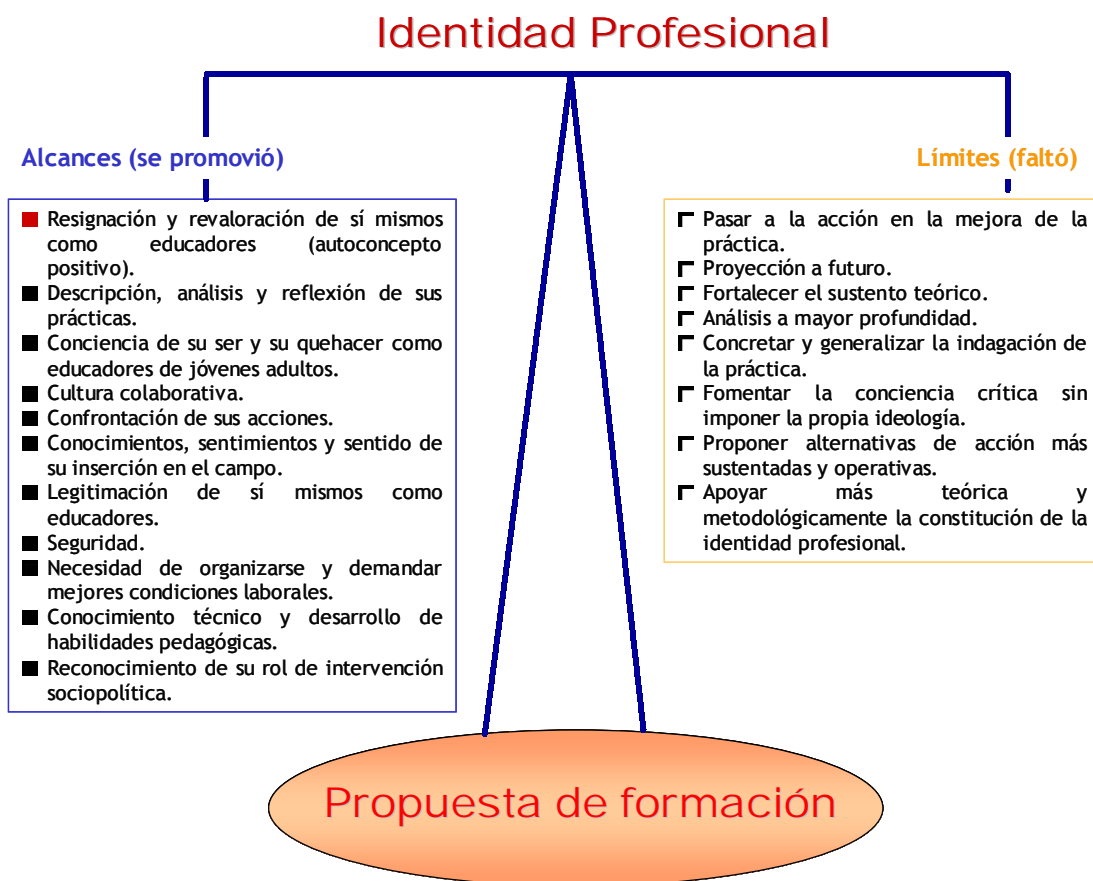 Identidad Profesional
Alcances (se promovió)
Resignación y revaloración de sí mismos
como educadores (autoconcepto
positivo).
Descripción, análisis y reflexión de sus
prácticas.
Conciencia de su ser y su quehacer como
educadores de jóvenes adultos.
Cultura colaborativa.
Confrontación de sus acciones.
Conocimientos, sentimientos y sentido de
su inserción en el campo.
Legitimación de sí mismos como
educadores.
Seguridad.
Necesidad de organizarse y demandar
mejores condiciones laborales.
Conocimiento técnico y desarrollo de
habilidades pedagógicas.
Reconocimiento de su rol de intervención
sociopolítica.
Límites (faltó)
Pasar a la acción en la mejora de la
práctica.
Proyección a futuro.
Fortalecer el sustento teórico.
Análisis a mayor profundidad.
Concretar y generalizar la indagación de
la práctica.
Fomentar la conciencia crítica sin
imponer la propia ideología.
Proponer alternativas de acción más
sustentadas y operativas.
Apoyar más teórica y
metodológicamente la constitución de la
identidad profesional.
Propuesta de formación